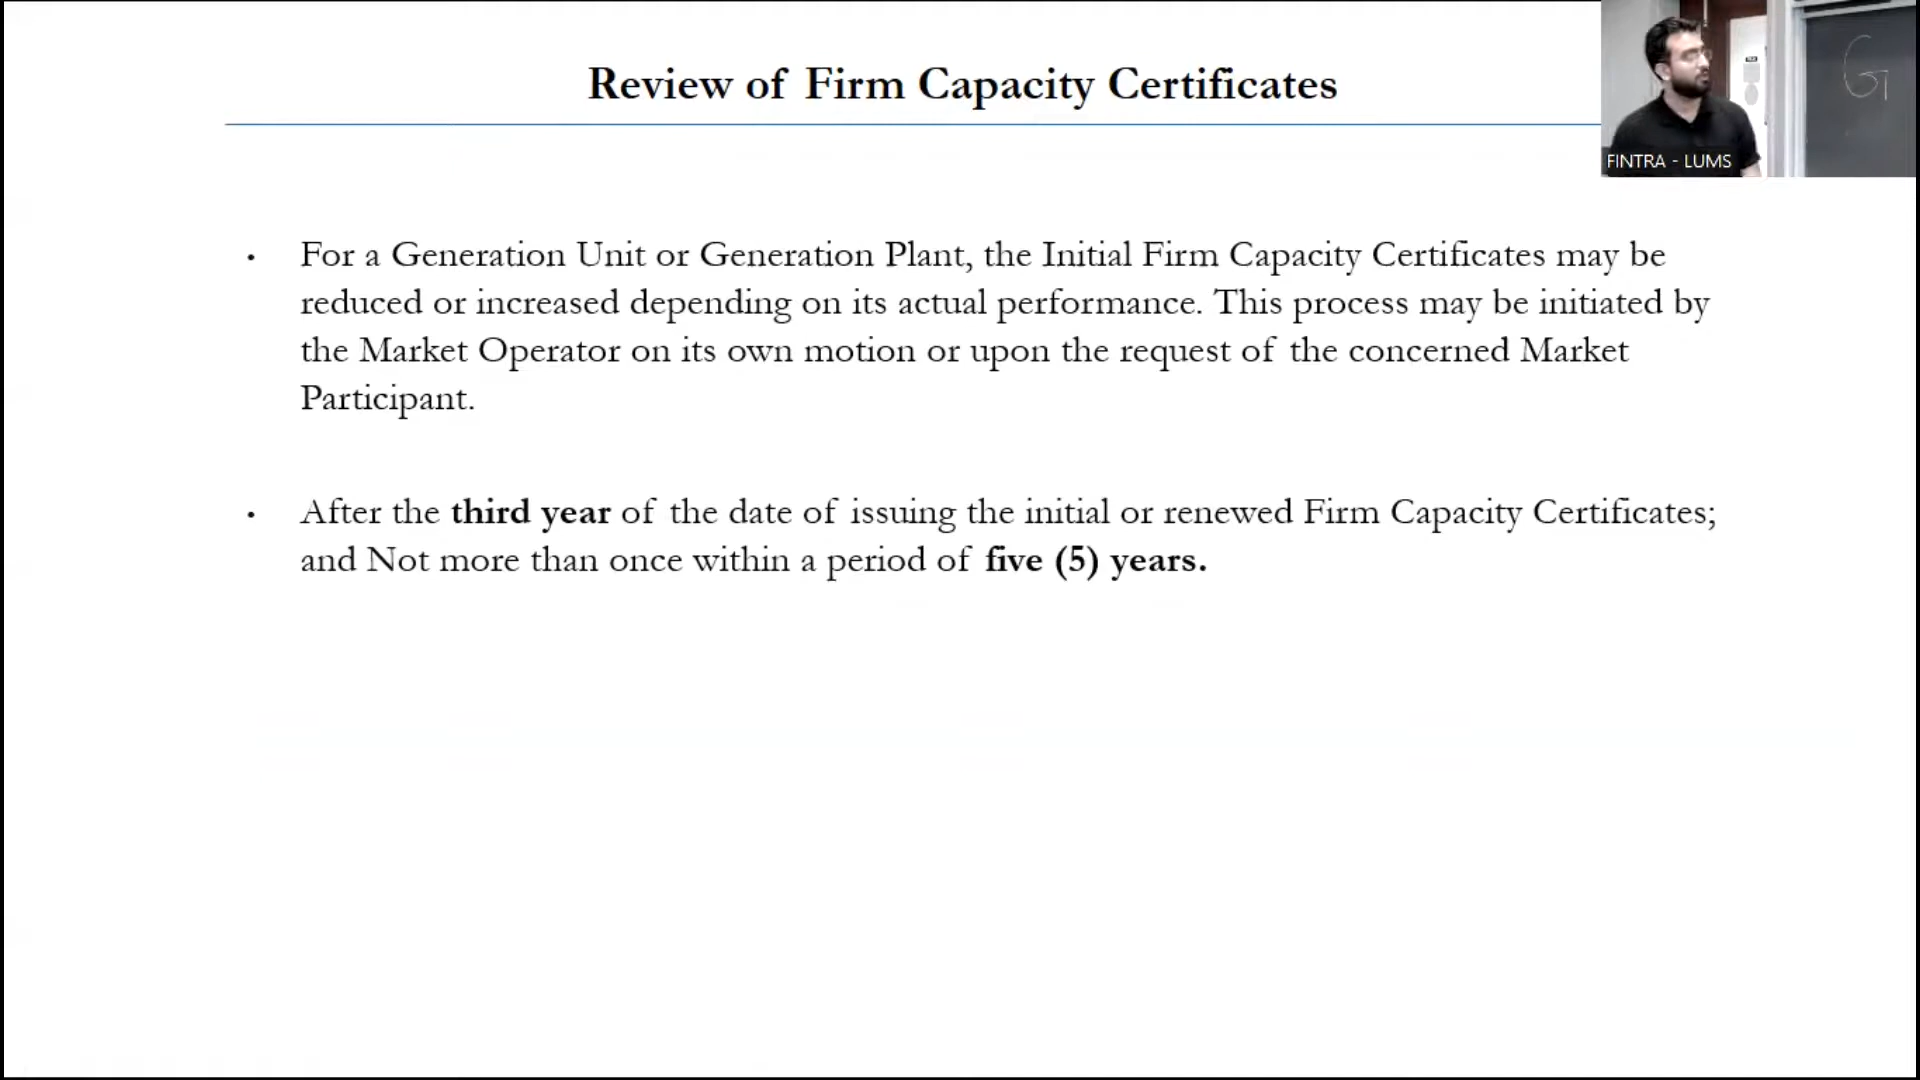 Review of Firm Capacity Certificates
FINTRA - LUMS
G
• For a Generation Unit or Generation Plant, the Initial Firm Capacity Certificates may be
reduced or increased depending on its actual performance. This process may be initiated by
the Market Operator on its own motion or upon the request of the concerned Market
Participant.
• After the third year of the date of issuing the initial or renewed Firm Capacity Certificates;
and Not more than once within a period of five (5) years.